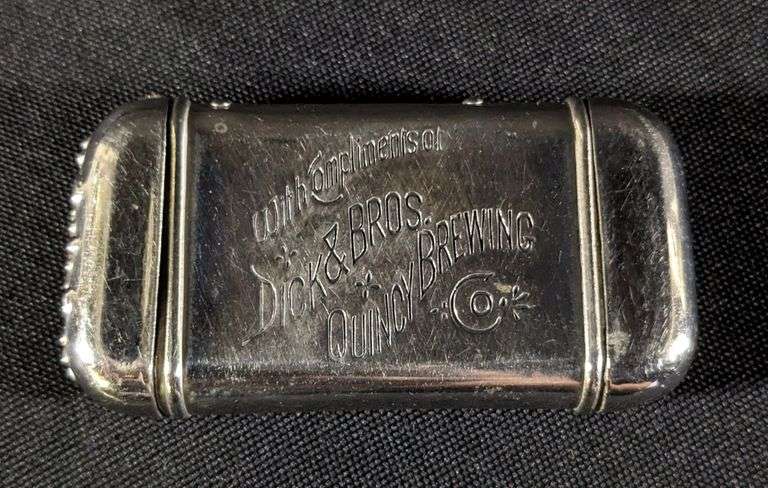 With Compliments of
Dick & Bros.
Quincy Brewing
Co